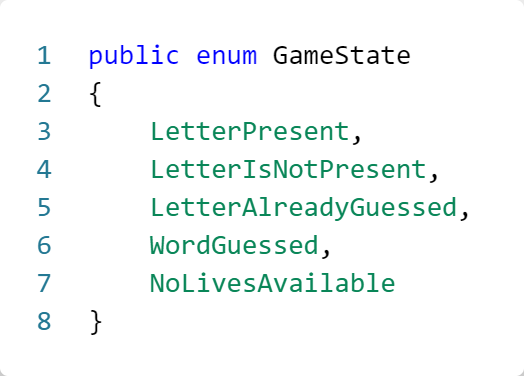 1 public enum GameState
2 {
3     LetterPresent,
4     LetterIsNotPresent,
5     LetterAlreadyGuessed,
6     WordGuessed,
7     NoLivesAvailable
8 }